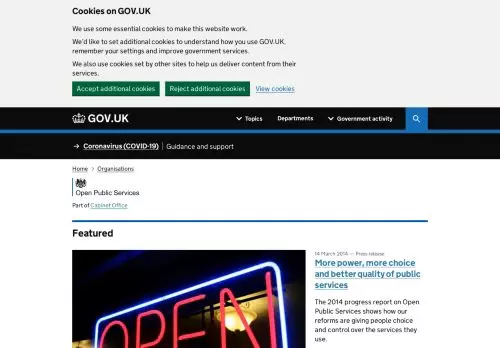 Cookies on GOV.UK
We use some essential cookies to make this website work.
We'd like to set additional cookies to understand how you use GOV.UK,
remember your settings and improve government services.
We also use cookies set by other sites to help us deliver content from their
services.
Accept additional cookies Reject additional cookies View cookies
GOV.UK Topics Departments Government activity
→ Coronavirus (COVID-19) Guidance and support
Home > Organisations
Open Public Services
Part of Cabinet Office
Featured
14 March 2014 — Press release
More power, more choice
and better quality of public
services
The 2014 progress report on Open
Public Services shows how our
reforms are giving people choice
and control over the services they
use.
OPEN